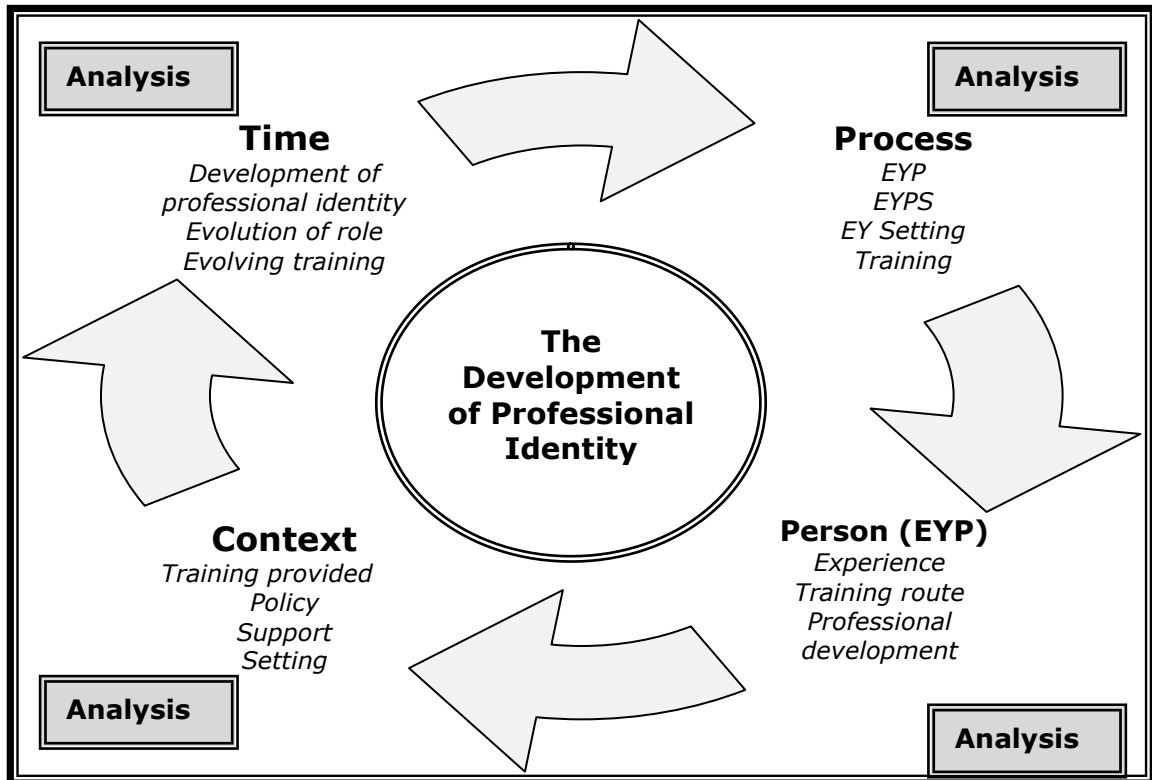 Analysis
Time
Development of
professional identity
Evolution of role
Evolving training
Analysis
Process
EYP
EYPS
EY Setting
Training
The
Development
of Professional
Identity
Context
Training provided
Policy
Support
Setting
Analysis
Person (EYP)
Experience
Training route
Professional
development
Analysis